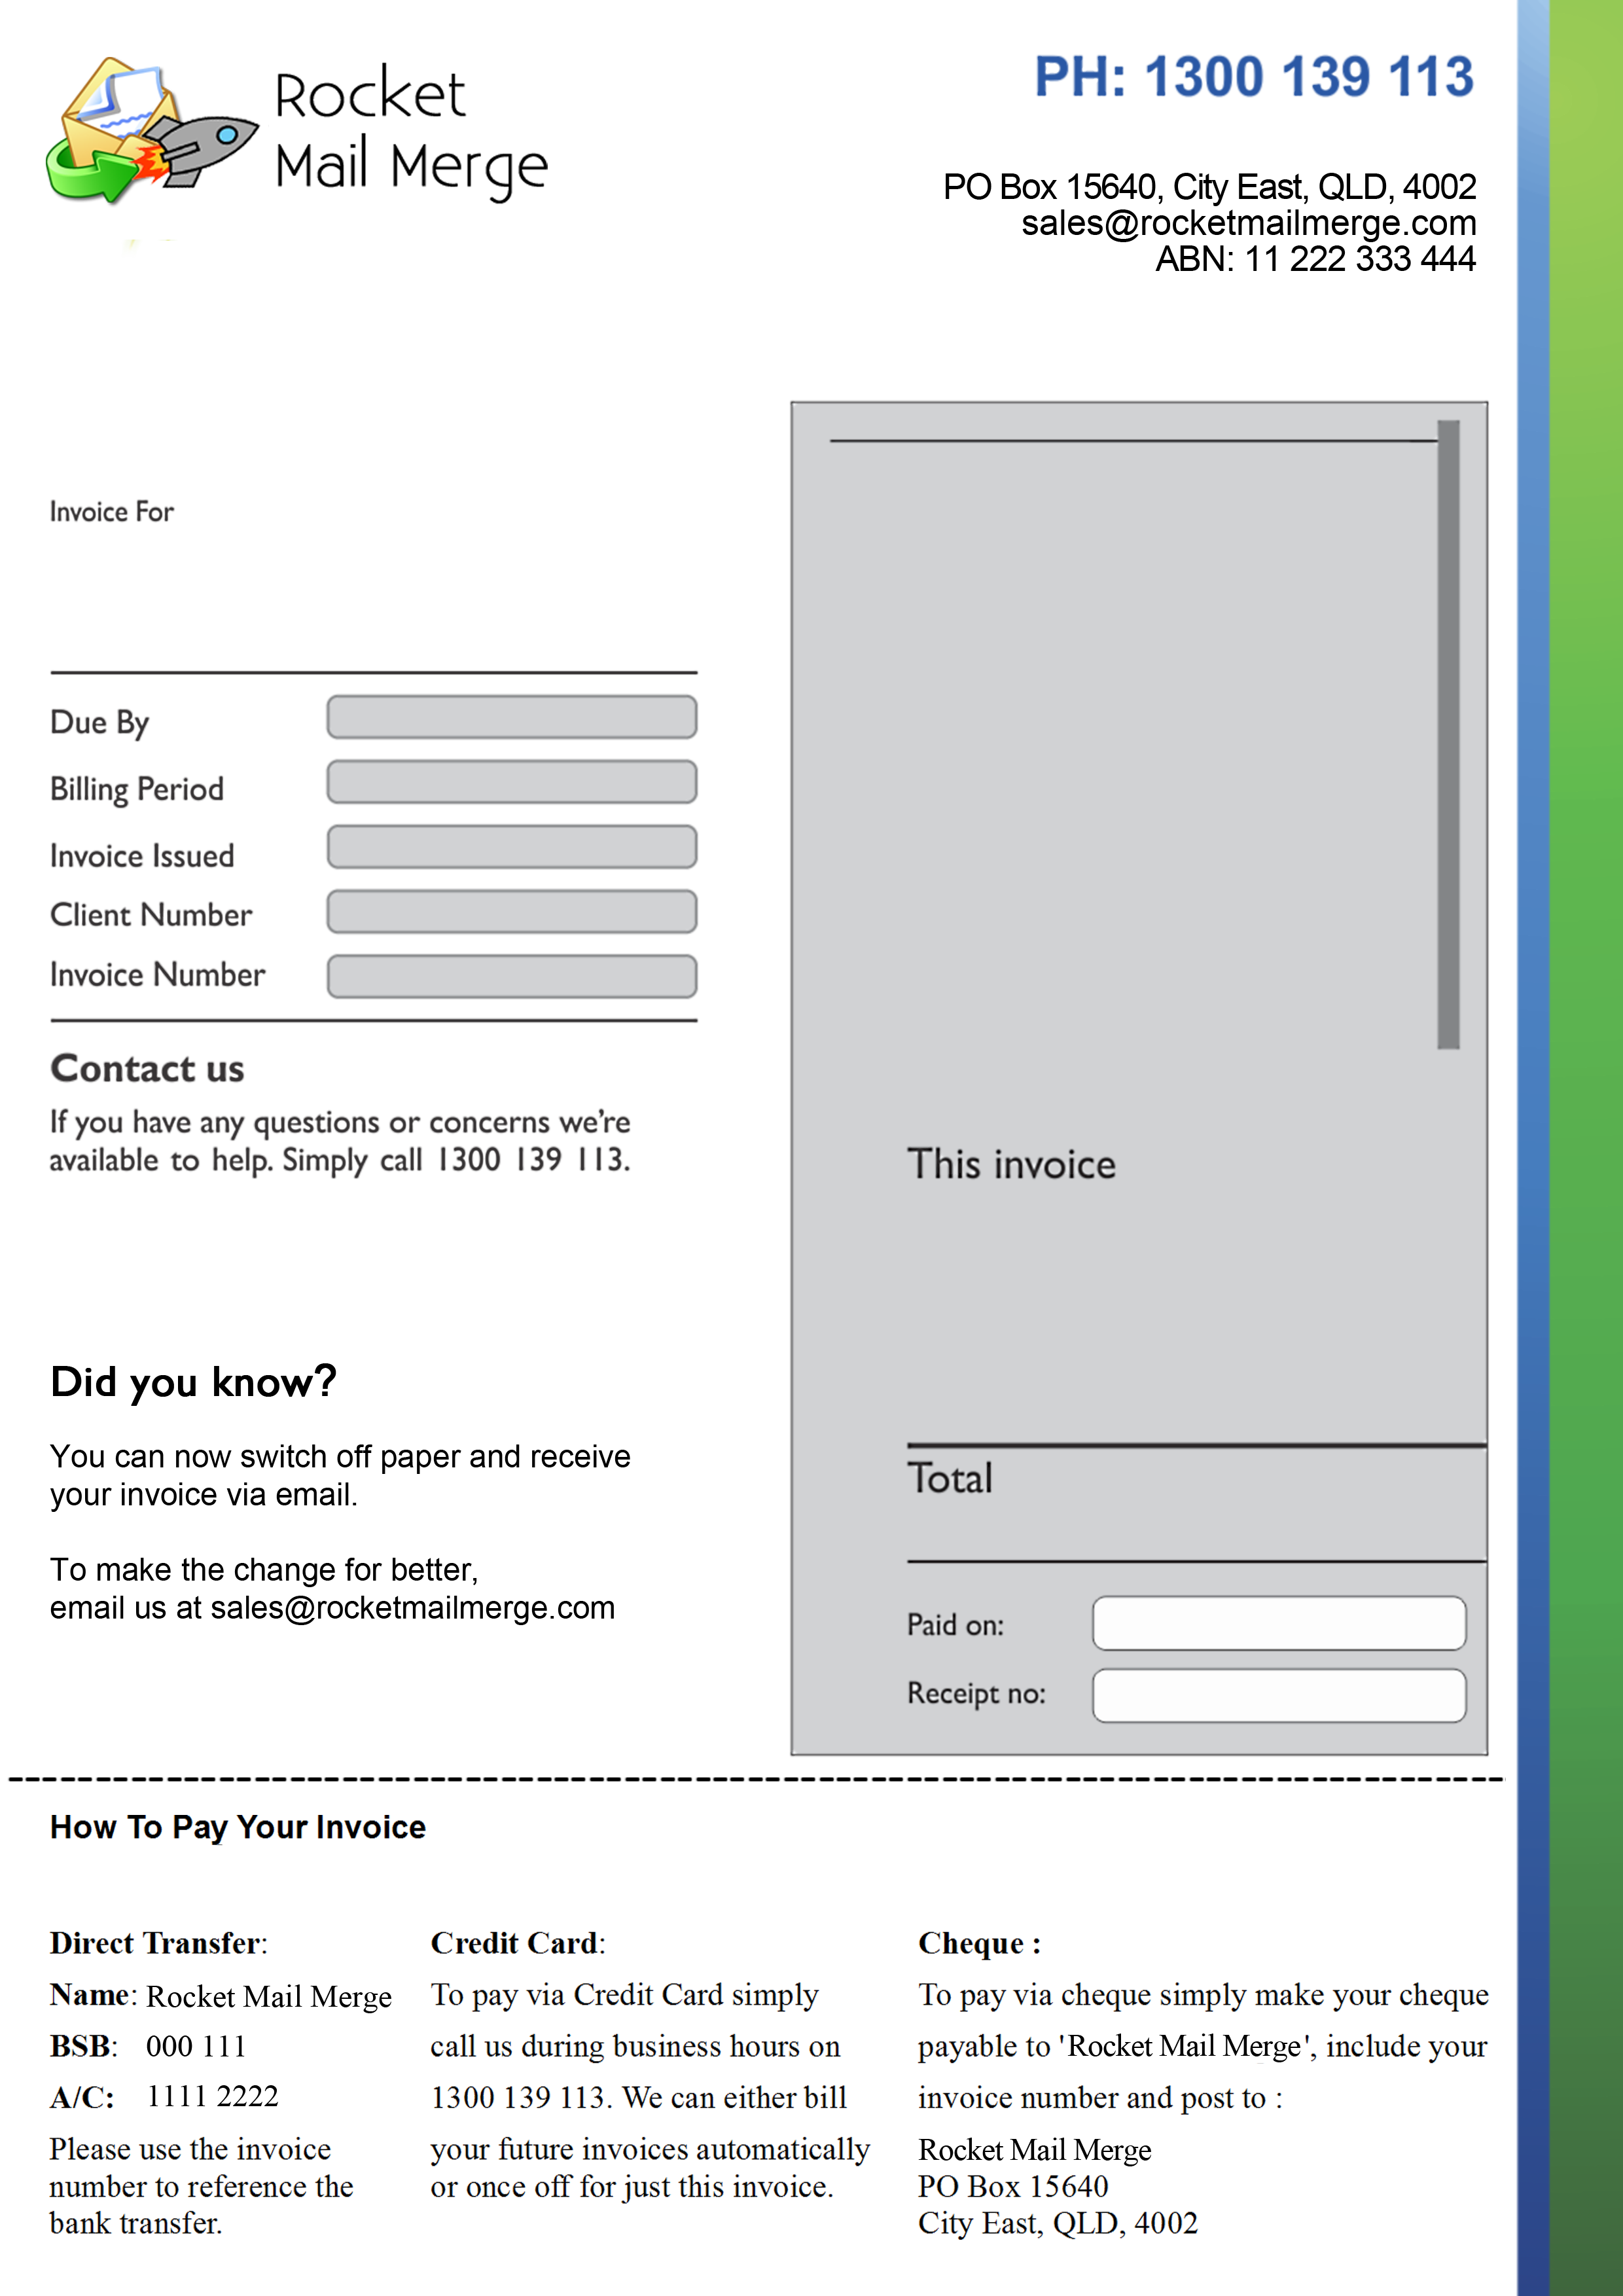 Rocket
Mail Merge
PH: 1300 139 113
PO Box 15640, City East, QLD, 4002
sales@rocketmailmerge.com
ABN: 11 222 333 444
Invoice For
Due By
Billing Period
Invoice Issued
Client Number
Invoice Number
Contact us
If you have any questions or concerns we're
available to help. Simply call 1300 139 113.
Did you know?
You can now switch off paper and receive
your invoice via email.
To make the change for better,
email us at sales@rocketmailmerge.com
This invoice
Total
Paid on:
Receipt no:
How To Pay Your Invoice
Direct Transfer:
Name: Rocket Mail Merge
BSB: 000 111
A/C: 1111 2222
Please use the invoice
number to reference the
bank transfer.
Credit Card:
To pay via Credit Card simply
call us during business hours on
1300 139 113. We can either bill
your future invoices automatically
or once off for just this invoice.
Cheque :
To pay via cheque simply make your cheque
payable to 'Rocket Mail Merge', include your
invoice number and post to :
Rocket Mail Merge
PO Box 15640
City East, QLD, 4002